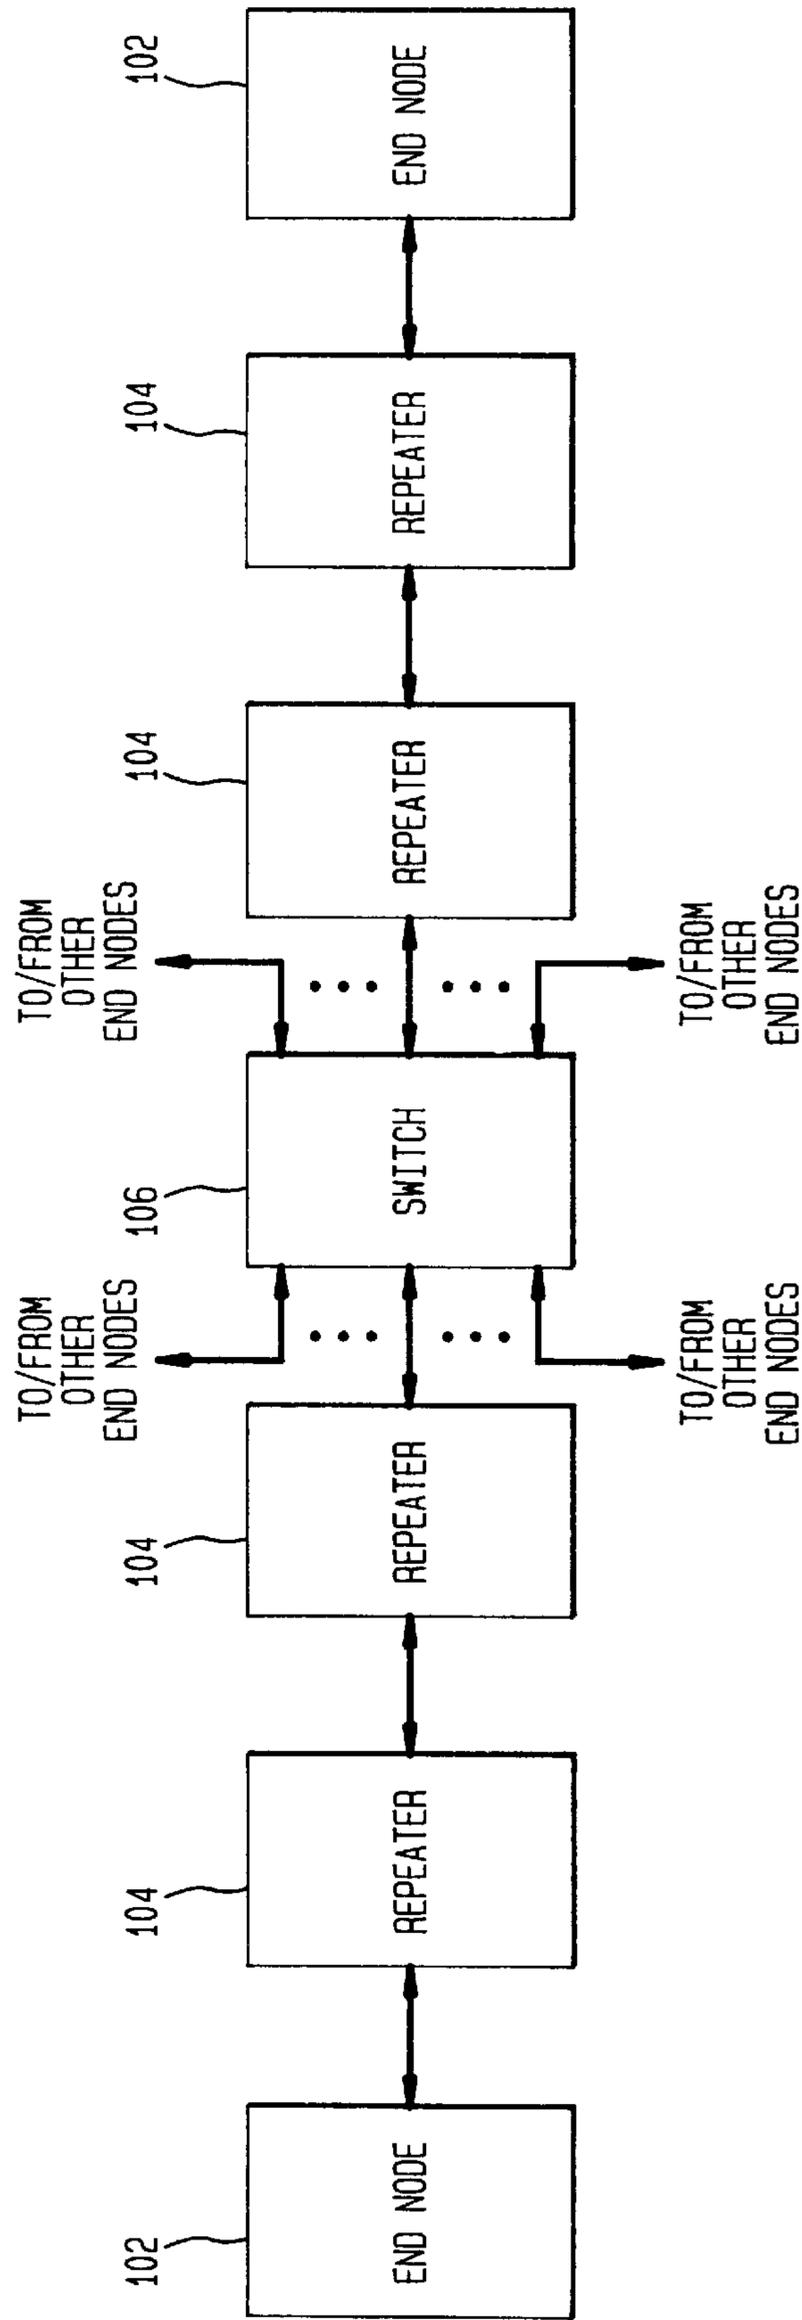 102
END NODE
104
REPEATER
104
REPEATER
TO/FROM
OTHER
END NODES
TO/FROM
OTHER
END NODES
106
SWITCH
TO/FROM
OTHER
END NODES
TO/FROM
OTHER
END NODES
104
REPEATER
104
REPEATER
102
END NODE